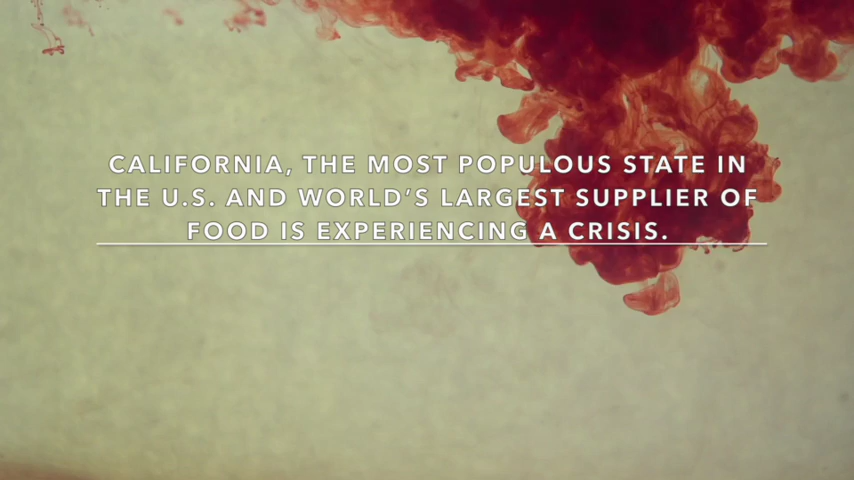 CALIFORNIA, THE MOST POPULOUS STATE IN
THE U.S. AND WORLD'S LARGEST SUPPLIER OF
FOOD IS EXPERIENCING A CRISIS.